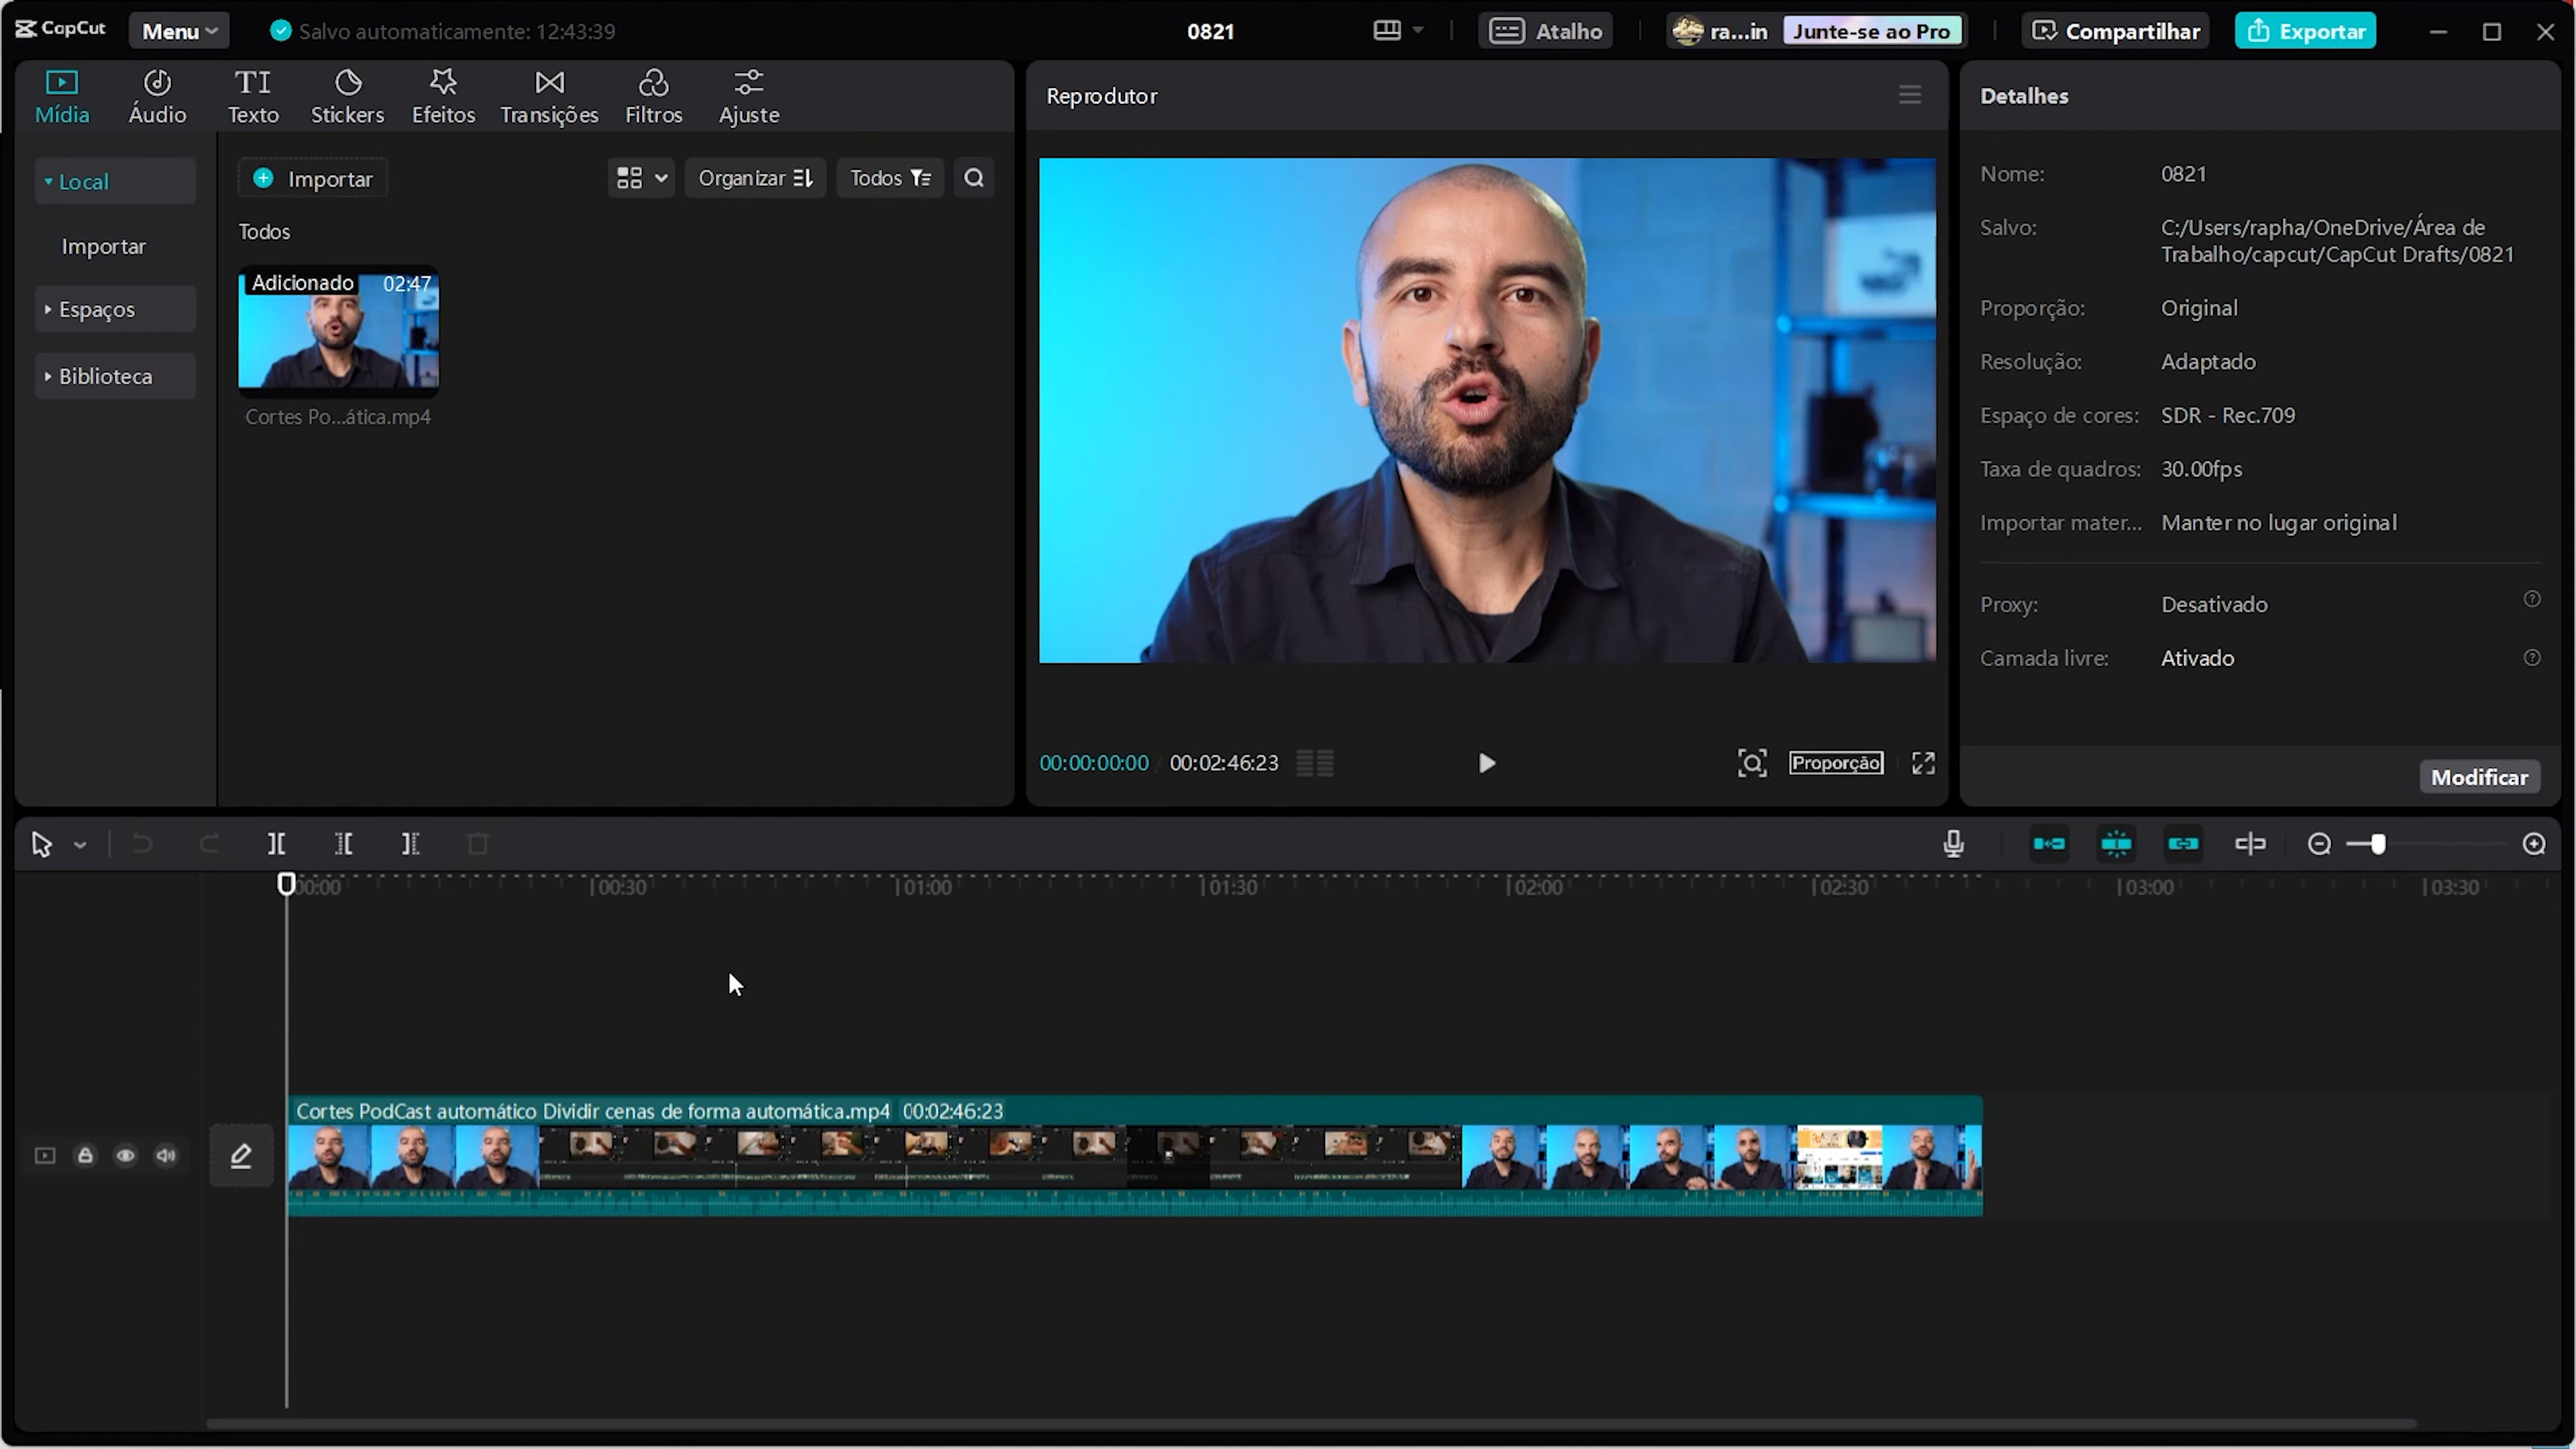 CapCut
Menu
Salvo automaticamente: 12:43:39
0821
Atalho
ra...in
Junte-se ao Pro
Compartilhar
Exportar
Mídia
Áudio
TI
Texto
Stickers
Efeitos
Transições
Filtros
Ajuste
Local
Importar
Espaços
Biblioteca
Importar
Organizar
Todos
Todos
Adicionado
02:47
Cortes Po...ática.mp4
Reprodutor
00:00:00:00 / 00:02:46:23
Proporção
Detalhes
Nome: 0821
Salvo: C:/Users/rapha/OneDrive/Área de
Trabalho/capcut/CapCut Drafts/0821
Proporção: Original
Resolução: Adaptado
Espaço de cores: SDR - Rec.709
Taxa de quadros: 30.00fps
Importar mater... Manter no lugar original
Proxy: Desativado
Camada livre: Ativado
Modificar
00:00 00:30 01:00 01:30 02:00 02:30 03:00 03:30
Cortes PodCast automático Dividir cenas de forma automática.mp4 00:02:46:23